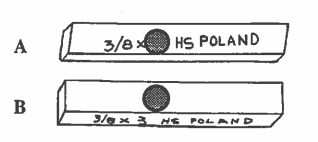 A
3/8 x HS POLAND
B
3/8 x 3 HS POLAND